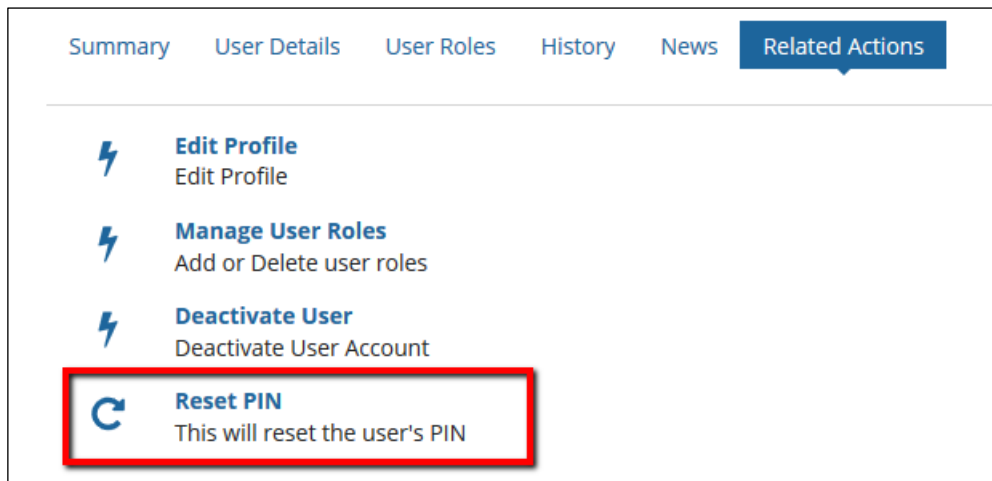 Summary User Details User Roles History News Related Actions
Edit Profile
Edit Profile
Manage User Roles
Add or Delete user roles
Deactivate User
Deactivate User Account
Reset PIN
This will reset the user's PIN